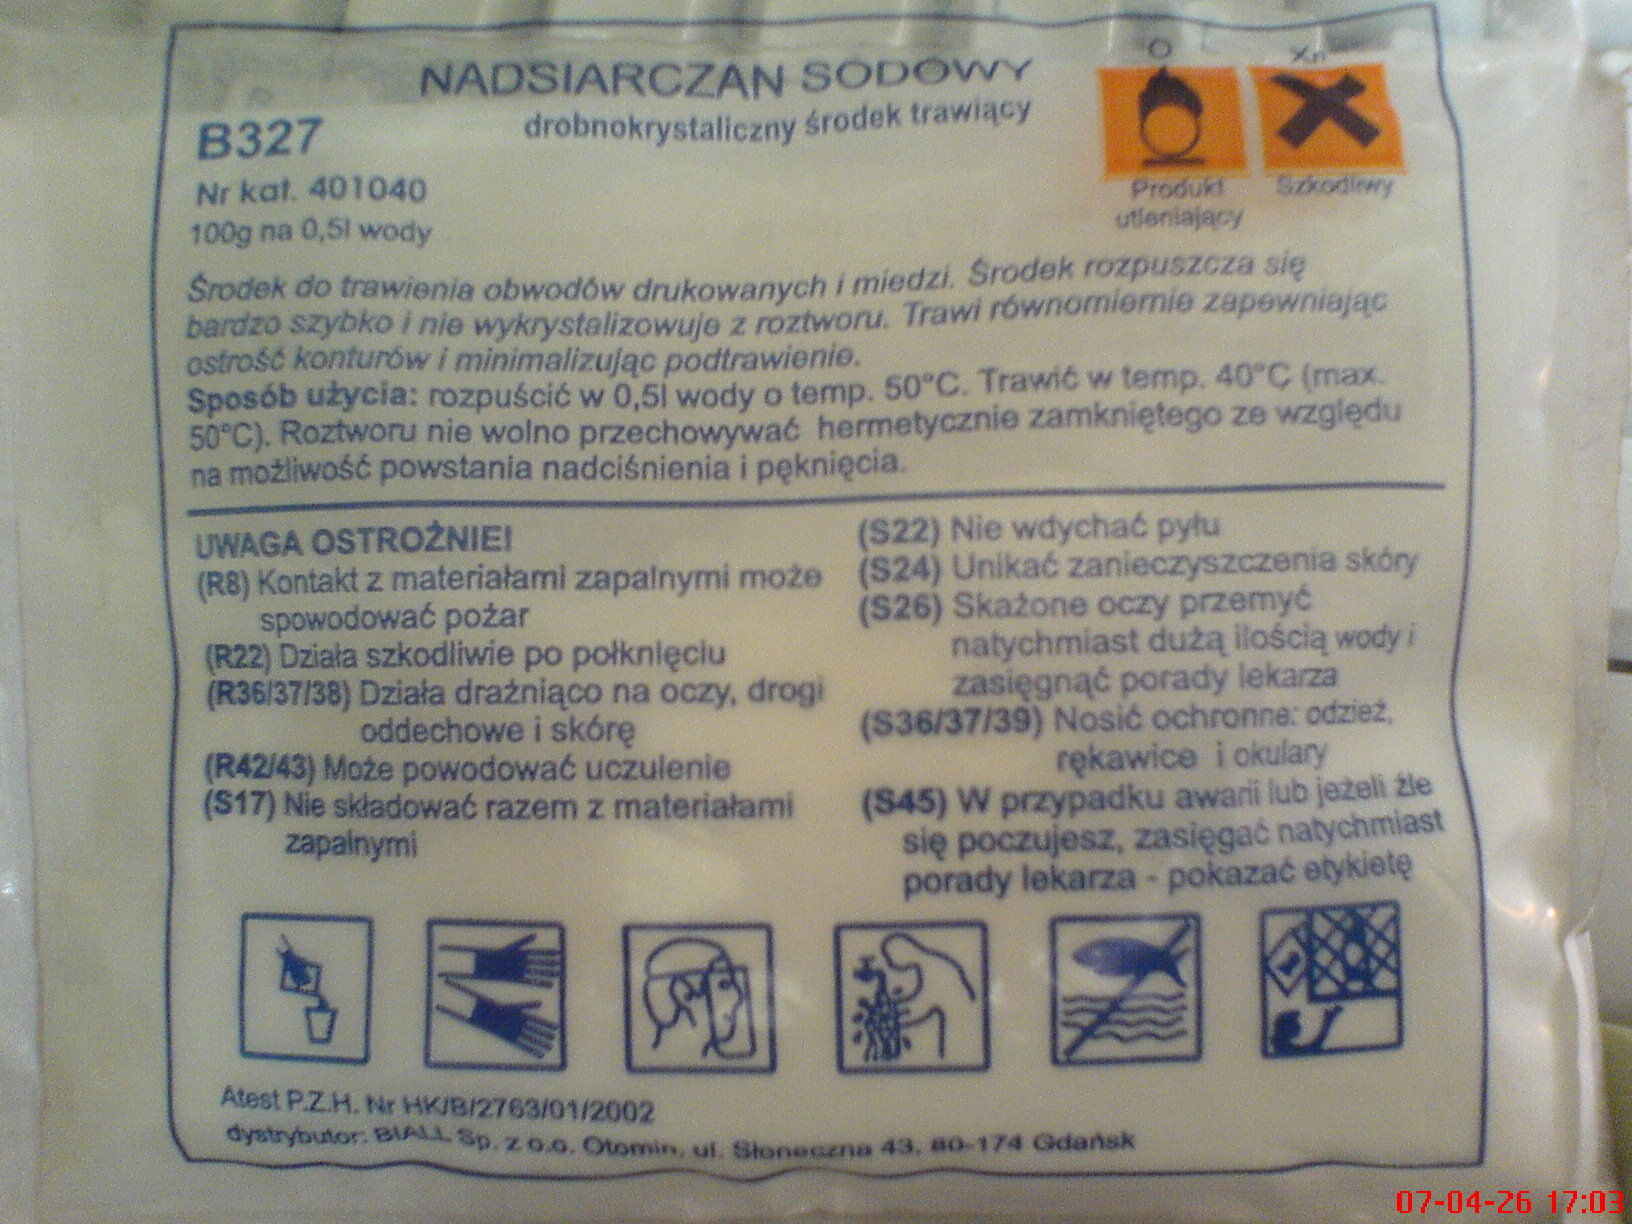 NADSIARCZAN SODOWY
drobnokrystaliczny środek trawiący
B327
Nr kat. 401040
100g na 0,5l wody
O
Xn
Produkt
utleniający
Szkodliwy
Środek do trawienia obwodów drukowanych i miedzi. Środek rozpuszcza się
bardzo szybko i nie wykrystalizowuje z roztworu. Trawi równomiernie zapewniając
ostrość konturów i minimalizując podtrawienie.
Sposób użycia: rozpuścić w 0,5l wody o temp. 50°C. Trawić w temp. 40°C (max.
50°C). Roztworu nie wolno przechowywać hermetycznie zamkniętego ze względu
na możliwość powstania nadciśnienia i pęknięcia.
UWAGA OSTROŻNIE!
(R8) Kontakt z materiałami zapalnymi może
spowodować pożar
(R22) Działa szkodliwie po połknięciu
(R36/37/38) Działa drażniąco na oczy, drogi
oddechowe i skórę
(R42/43) Może powodować uczulenie
(S17) Nie składować razem z materiałami
zapalnymi
(S22) Nie wdychać pyłu
(S24) Unikać zanieczyszczenia skóry
(S26) Skażone oczy przemyć
natychmiast dużą ilością wody i
zasięgnąć porady lekarza
(S36/37/39) Nosić ochronne: odzież,
rękawice i okulary
(S45) W przypadku awarii lub jeżeli źle
się poczujesz, zasięgać natychmiast
porady lekarza - pokazać etykietę
Atest P.Z.H. Nr HK/B/2763/01/2002
dystrybutor: BIALL Sp. z o.o. Otomin, ul. Słoneczna 43, 80-174 Gdańsk
07-04-26 17:03